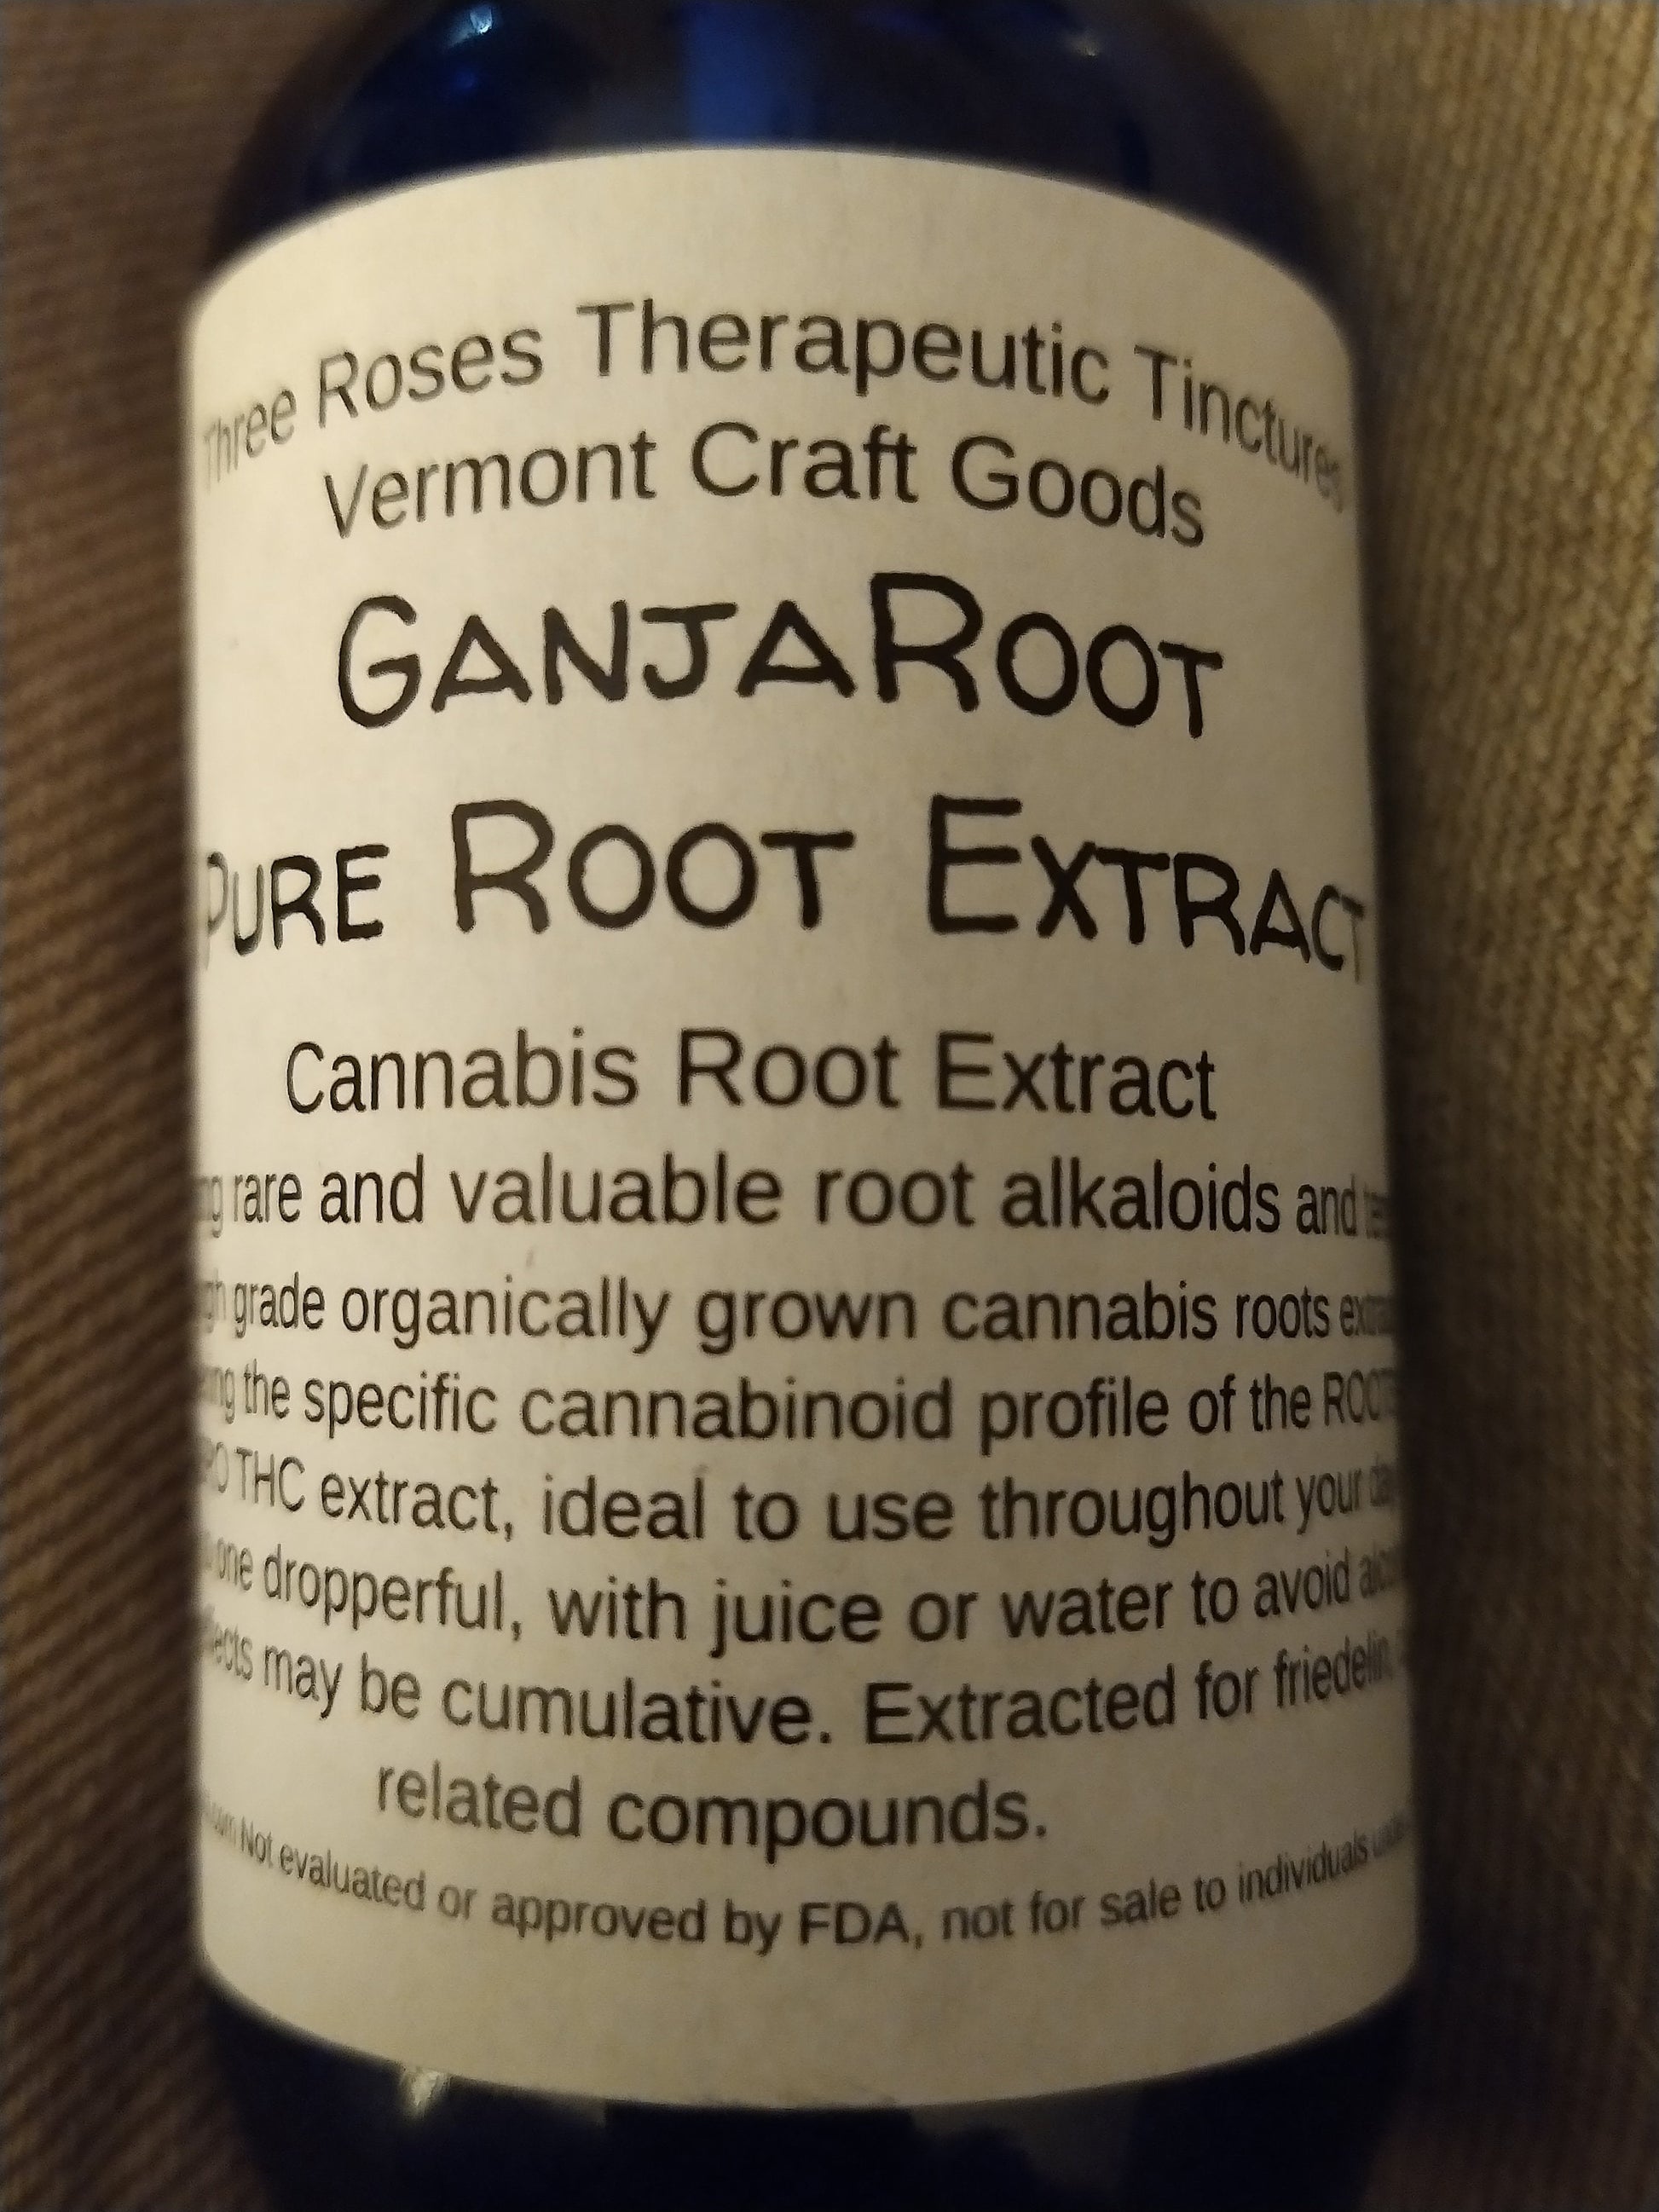 Three Roses Therapeutic Tinctures
Vermont Craft Goods
GANJAROOT
PURE ROOT EXTRACT
Cannabis Root Extract
rare and valuable root alkaloids and
grade organically grown cannabis roots
the specific cannabinoid profile of the
THC extract, ideal to use throughout your
one dropperful, with juice or water to avoid
may be cumulative. Extracted for friedelin
related compounds.
Not evaluated or approved by FDA, not for sale to individuals